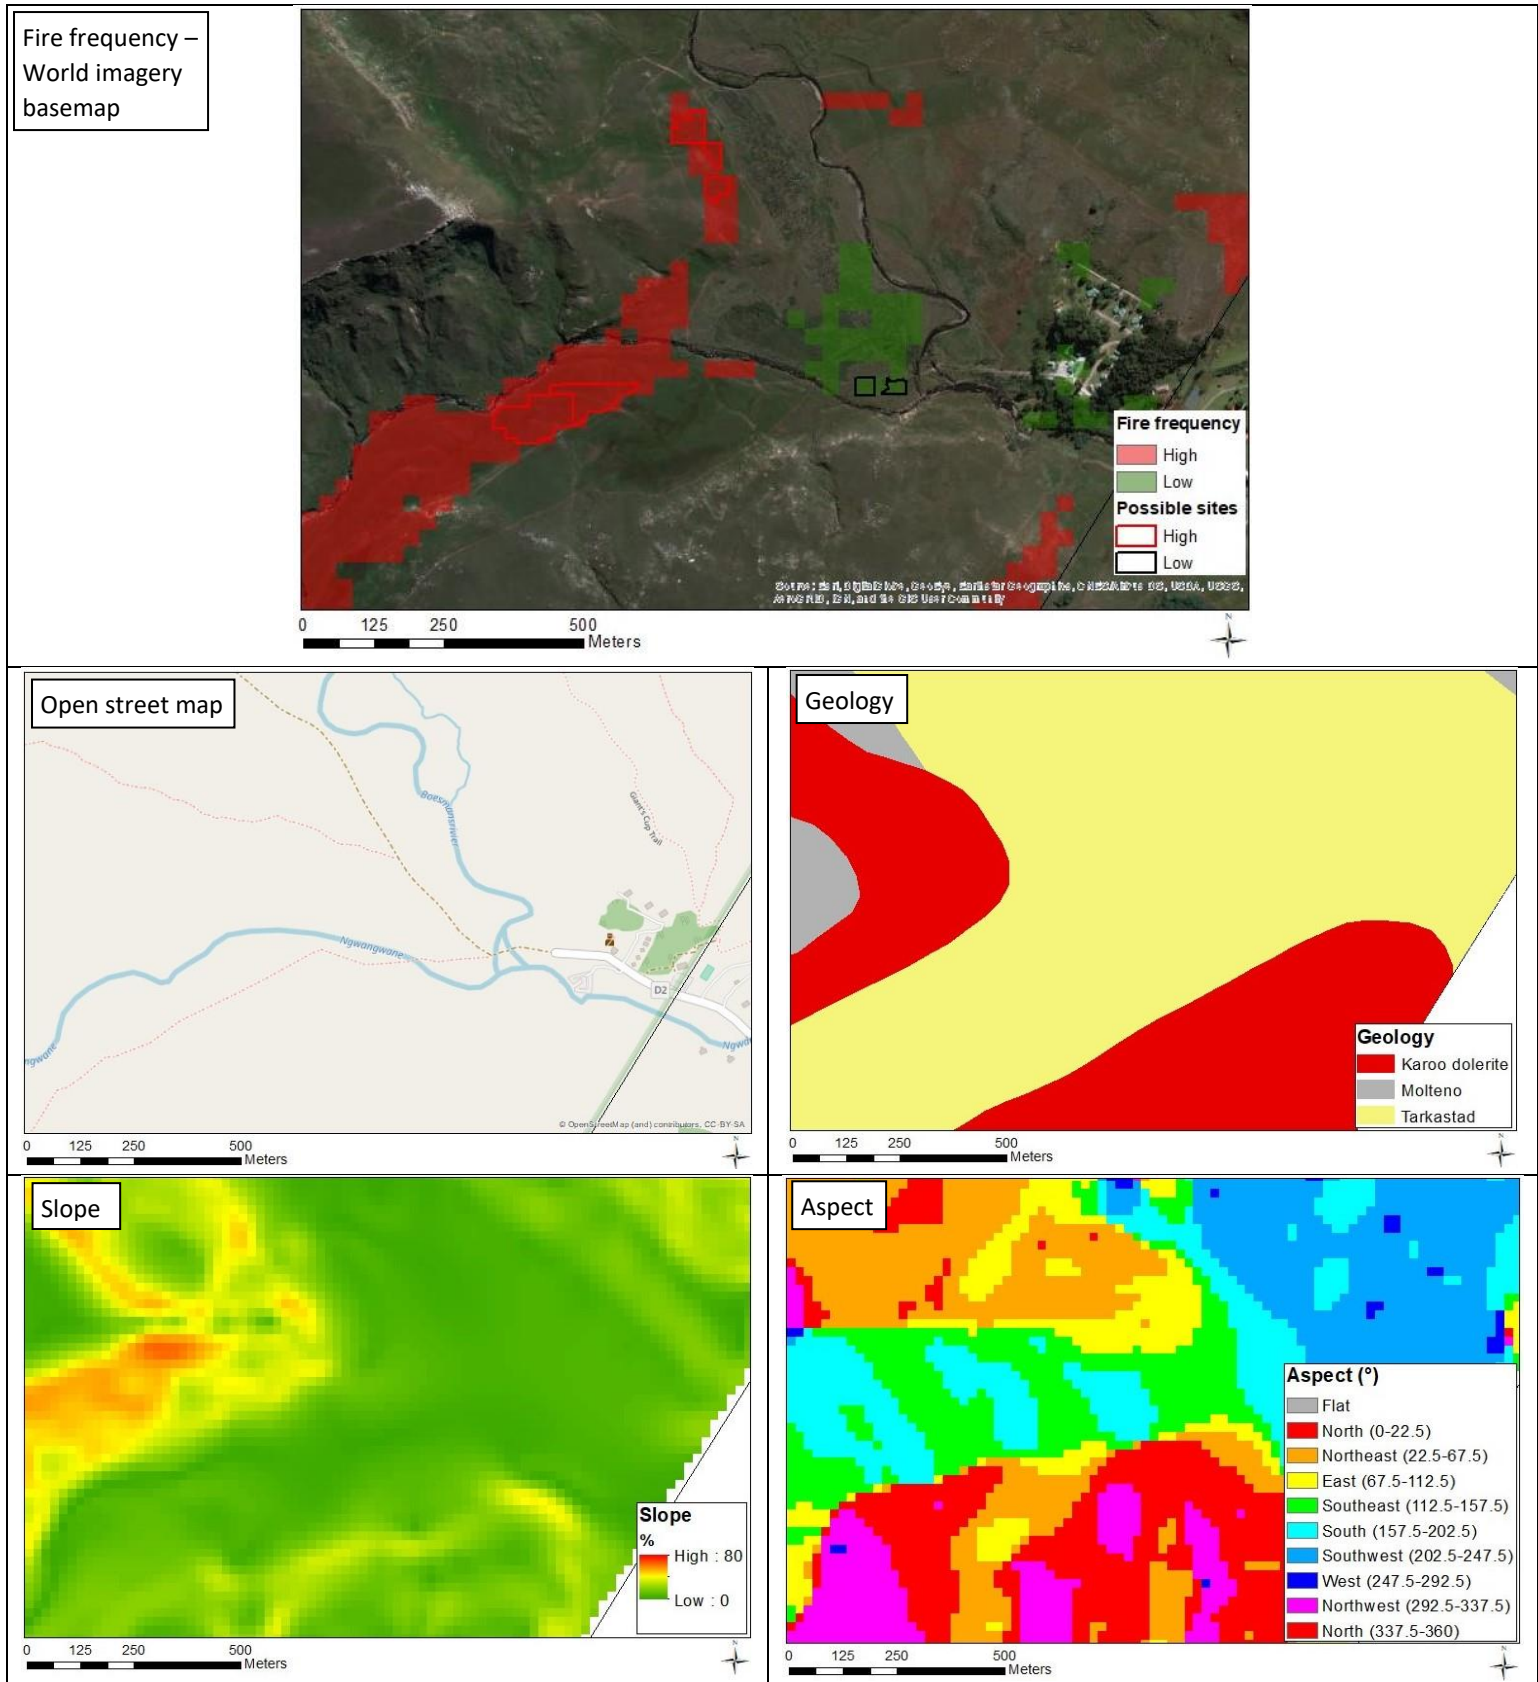 Fire frequency –
World imagery
basemap
Fire frequency
High
Low
Possible sites
High
Low
0 125 250 500
Meters
N
Open street map
Boesmansrivier
Giant's Cup Trail
Ngwangwane
D2
ngwane
Ngwa
© OpenStreetMap (and) contributors, CC-BY-SA
0 125 250 500
Meters
N
Geology
Geology
Karoo dolerite
Molteno
Tarkastad
0 125 250 500
Meters
N
Slope
Slope
%
High : 80
Low : 0
0 125 250 500
Meters
N
Aspect
Aspect (°)
Flat
North (0-22.5)
Northeast (22.5-67.5)
East (67.5-112.5)
Southeast (112.5-157.5)
South (157.5-202.5)
Southwest (202.5-247.5)
West (247.5-292.5)
Northwest (292.5-337.5)
North (337.5-360)
0 125 250 500
Meters
N